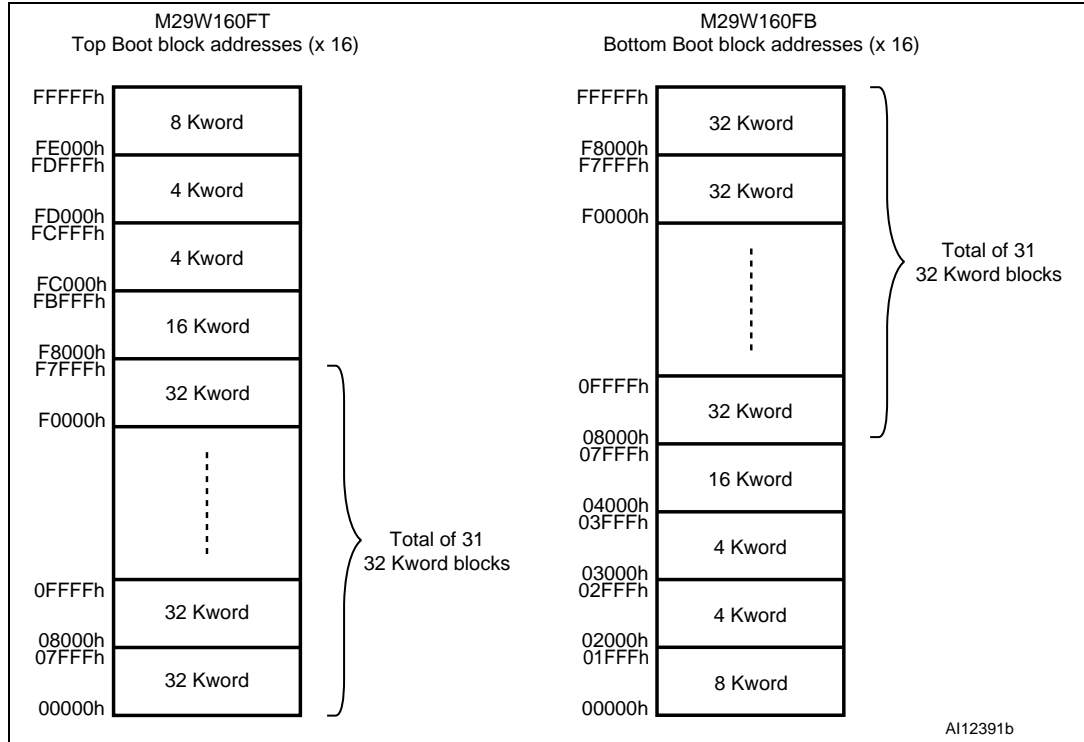 M29W160FT
Top Boot block addresses (x 16)
FFFFFh
8 Kword
FE000h
FDFFFh
4 Kword
FD000h
FCFFFh
4 Kword
FC000h
FBFFFh
16 Kword
F8000h
F7FFFh
32 Kword
F0000h
Total of 31
32 Kword blocks
0FFFFh
32 Kword
08000h
07FFFh
32 Kword
00000h
M29W160FB
Bottom Boot block addresses (x 16)
FFFFFh
32 Kword
F8000h
F7FFFh
32 Kword
F0000h
Total of 31
32 Kword blocks
0FFFFh
32 Kword
08000h
07FFFh
16 Kword
04000h
03FFFh
4 Kword
03000h
02FFFh
4 Kword
02000h
01FFFh
8 Kword
00000h
AI12391b